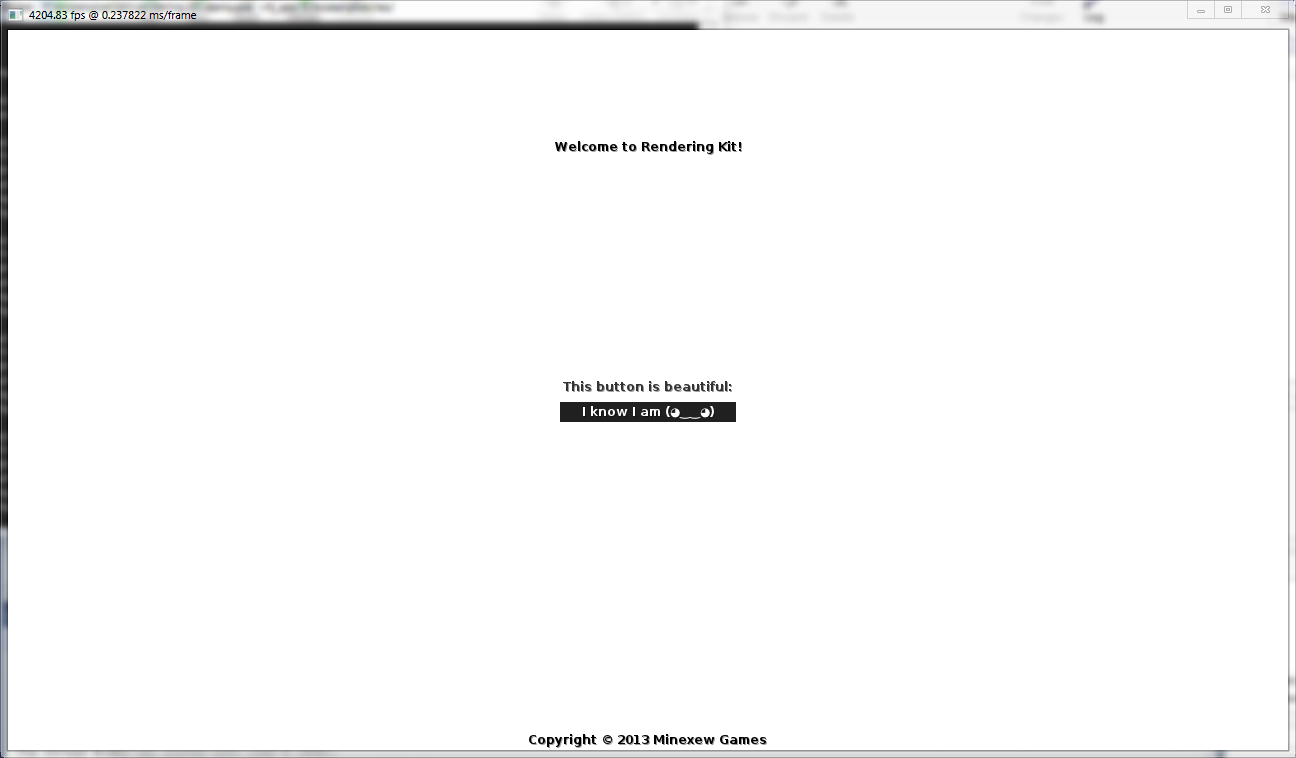 4204.83 fps @ 0.237822 ms/frame
Welcome to Rendering Kit!
This button is beautiful:
I know I am (◕‿‿◕)
Copyright © 2013 Minexew Games